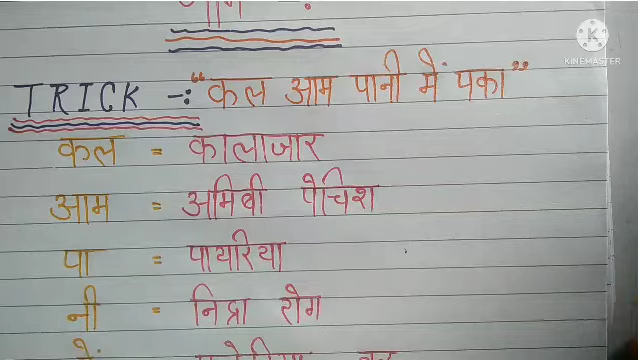 KINEMASTER
TRICK -: "कल आम पानी में पका"
कल = कालाजार
आम = अमिबी पेचिश
पा = पायरिया
नी = निद्रा रोग